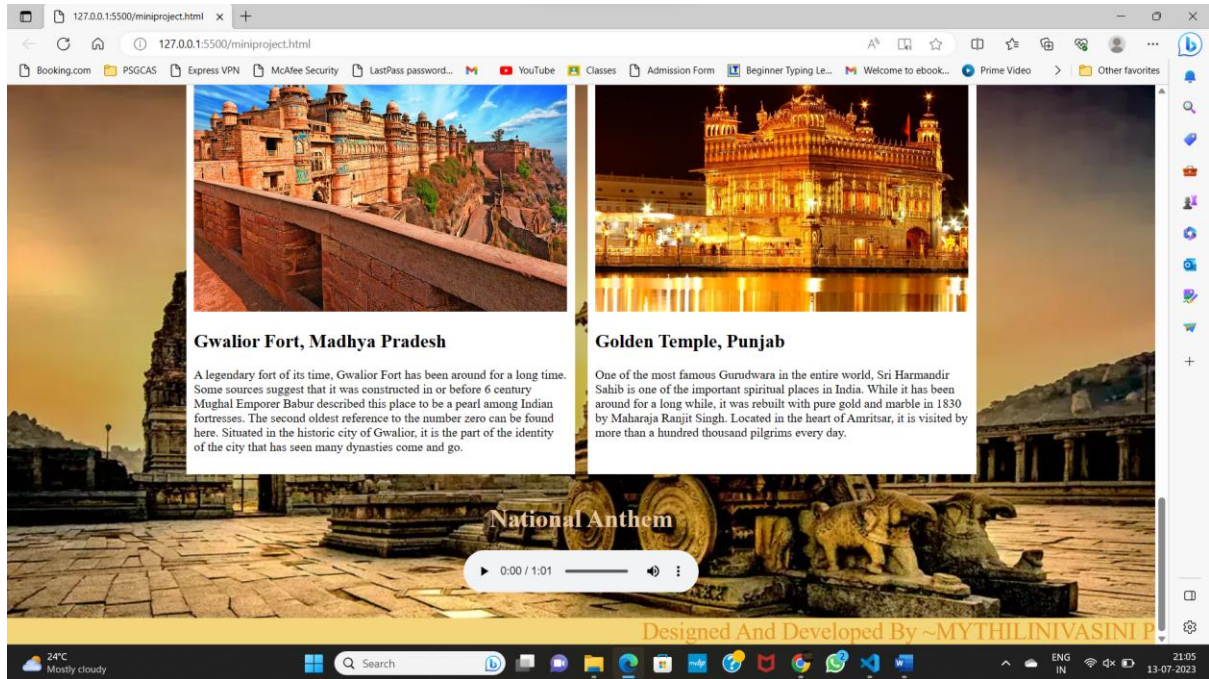 127.0.0.1:5500/miniproject.html
127.0.0.1:5500/miniproject.html
Booking.com PSGCAS Express VPN McAfee Security LastPass password... YouTube Classes Admission Form Beginner Typing Le... Welcome to ebook... Prime Video Other favorites
Gwalior Fort, Madhya Pradesh
A legendary fort of its time, Gwalior Fort has been around for a long time.
Some sources suggest that it was constructed in or before 6 century
Mughal Emporer Babur described this place to be a pearl among Indian
fortresses. The second oldest reference to the number zero can be found
here. Situated in the historic city of Gwalior, it is the part of the identity
of the city that has seen many dynasties come and go.
Golden Temple, Punjab
One of the most famous Gurudwara in the entire world, Sri Harmandir
Sahib is one of the important spiritual places in India. While it has been
around for a long while, it was rebuilt with pure gold and marble in 1830
by Maharaja Ranjit Singh. Located in the heart of Amritsar, it is visited by
more than a hundred thousand pilgrims every day.
National Anthem
0:00 / 1:01
Designed And Developed By ~MYTHILINIVASINI P
24°C
Mostly cloudy
Search
ENG
IN
21:05
13-07-2023